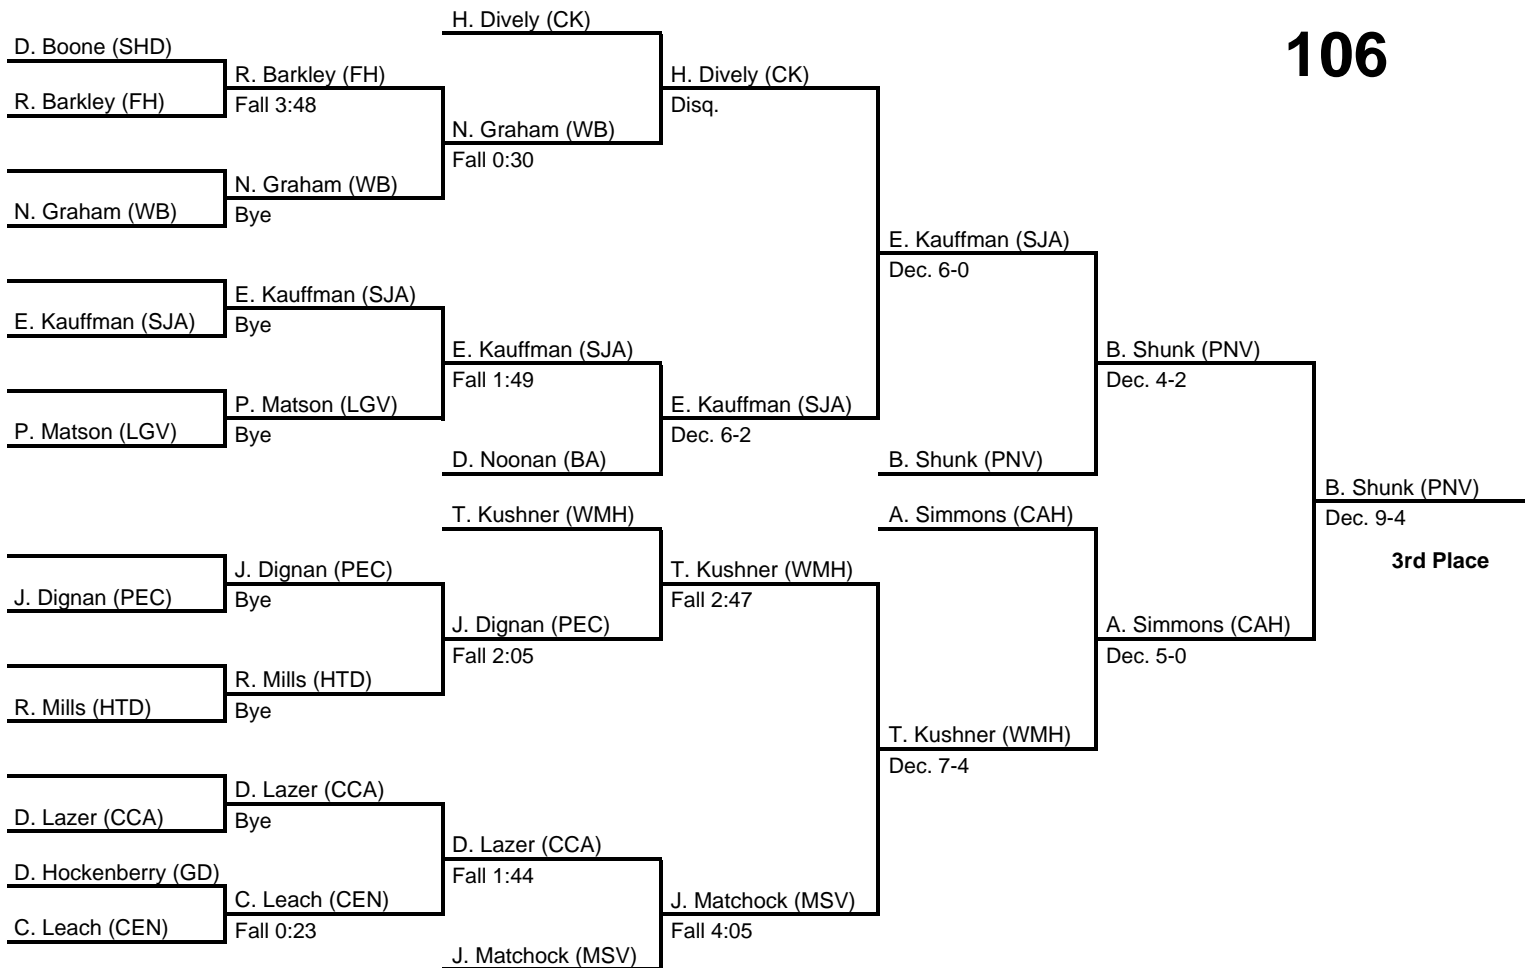 106
D. Boone (SHD)
R. Barkley (FH)
N. Graham (WB)
E. Kauffman (SJA)
P. Matson (LGV)
J. Dignan (PEC)
R. Mills (HTD)
D. Lazer (CCA)
D. Hockenberry (GD)
C. Leach (CEN)
R. Barkley (FH)
Fall 3:48
N. Graham (WB)
Bye
E. Kauffman (SJA)
Bye
P. Matson (LGV)
Bye
J. Dignan (PEC)
Bye
R. Mills (HTD)
Bye
D. Lazer (CCA)
Bye
C. Leach (CEN)
Fall 0:23
H. Dively (CK)
N. Graham (WB)
Fall 0:30
E. Kauffman (SJA)
Fall 1:49
D. Noonan (BA)
T. Kushner (WMH)
J. Dignan (PEC)
Fall 2:05
D. Lazer (CCA)
Fall 1:44
J. Matchock (MSV)
H. Dively (CK)
Disq.
E. Kauffman (SJA)
Dec. 6-2
T. Kushner (WMH)
Fall 2:47
J. Matchock (MSV)
Fall 4:05
E. Kauffman (SJA)
Dec. 6-0
B. Shunk (PNV)
A. Simmons (CAH)
T. Kushner (WMH)
Dec. 7-4
B. Shunk (PNV)
Dec. 4-2
A. Simmons (CAH)
Dec. 5-0
B. Shunk (PNV)
Dec. 9-4
3rd Place